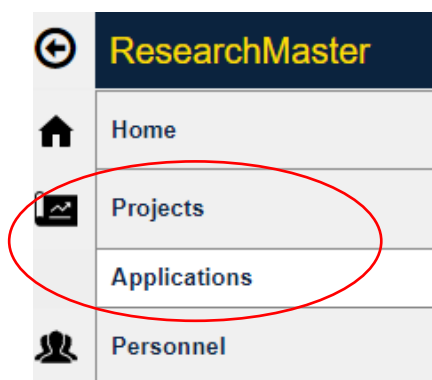 ResearchMaster
Home
Projects
Applications
Personnel